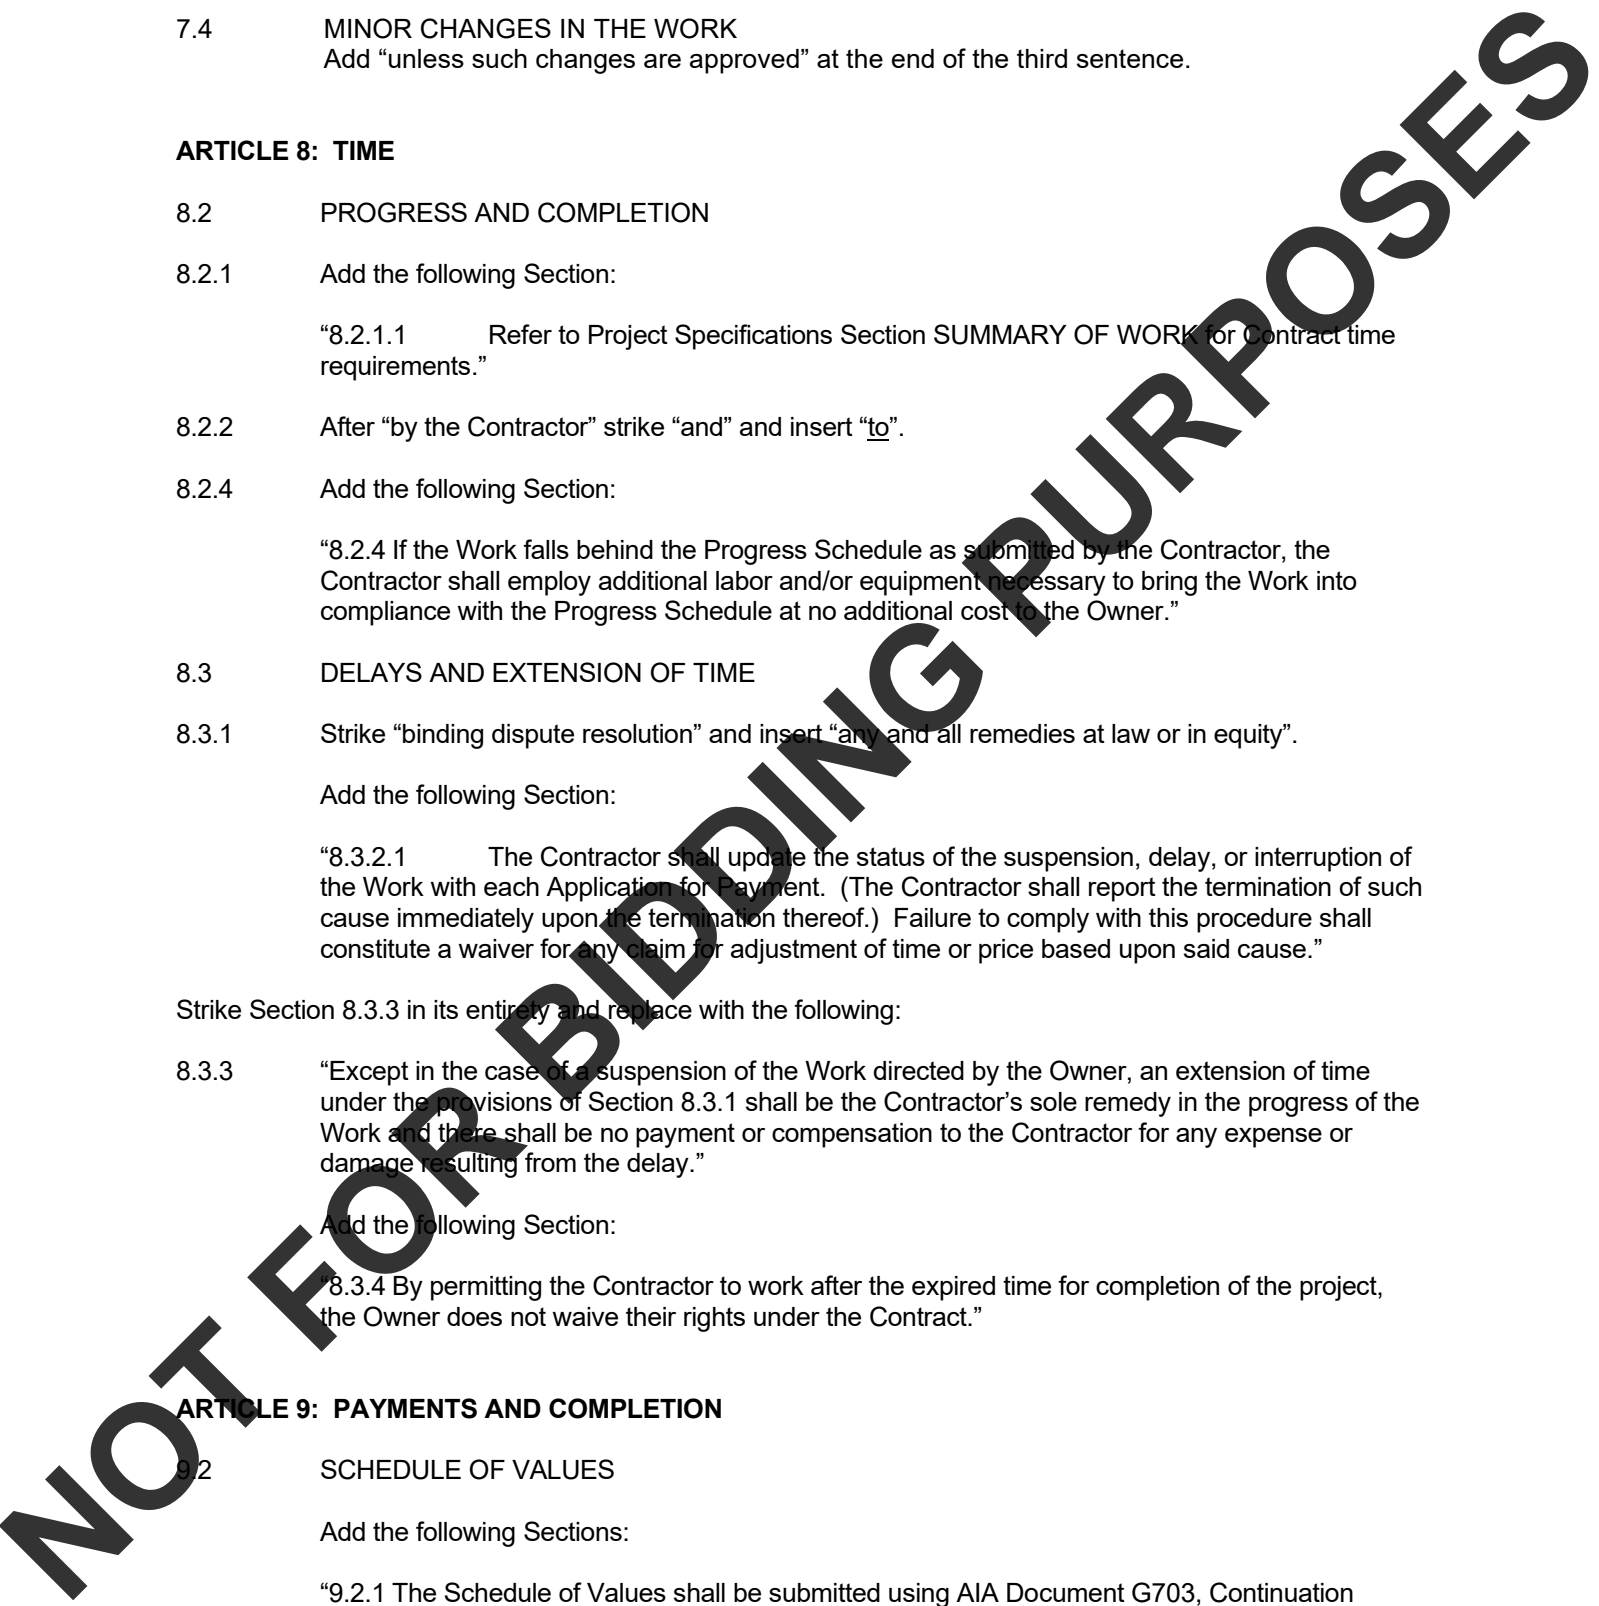 7.4 MINOR CHANGES IN THE WORK
Add “unless such changes are approved” at the end of the third sentence.
ARTICLE 8: TIME
8.2 PROGRESS AND COMPLETION
8.2.1 Add the following Section:
“8.2.1.1 Refer to Project Specifications Section SUMMARY OF WORK for Contract time
requirements.”
8.2.2 After “by the Contractor” strike “and” and insert “to”.
8.2.4 Add the following Section:
“8.2.4 If the Work falls behind the Progress Schedule as submitted by the Contractor, the
Contractor shall employ additional labor and/or equipment necessary to bring the Work into
compliance with the Progress Schedule at no additional cost to the Owner.”
8.3 DELAYS AND EXTENSION OF TIME
8.3.1 Strike “binding dispute resolution” and insert “any and all remedies at law or in equity”.
Add the following Section:
“8.3.2.1 The Contractor shall update the status of the suspension, delay, or interruption of
the Work with each Application for Payment. (The Contractor shall report the termination of such
cause immediately upon the termination thereof.) Failure to comply with this procedure shall
constitute a waiver for any claim for adjustment of time or price based upon said cause.”
Strike Section 8.3.3 in its entirety and replace with the following:
8.3.3 “Except in the case of a suspension of the Work directed by the Owner, an extension of time
under the provisions of Section 8.3.1 shall be the Contractor’s sole remedy in the progress of the
Work and there shall be no payment or compensation to the Contractor for any expense or
damage resulting from the delay.”
Add the following Section:
“8.3.4 By permitting the Contractor to work after the expired time for completion of the project,
the Owner does not waive their rights under the Contract.”
ARTICLE 9: PAYMENTS AND COMPLETION
9.2 SCHEDULE OF VALUES
Add the following Sections:
“9.2.1 The Schedule of Values shall be submitted using AIA Document G703, Continuation
NOT FOR BIDDING PURPOSES